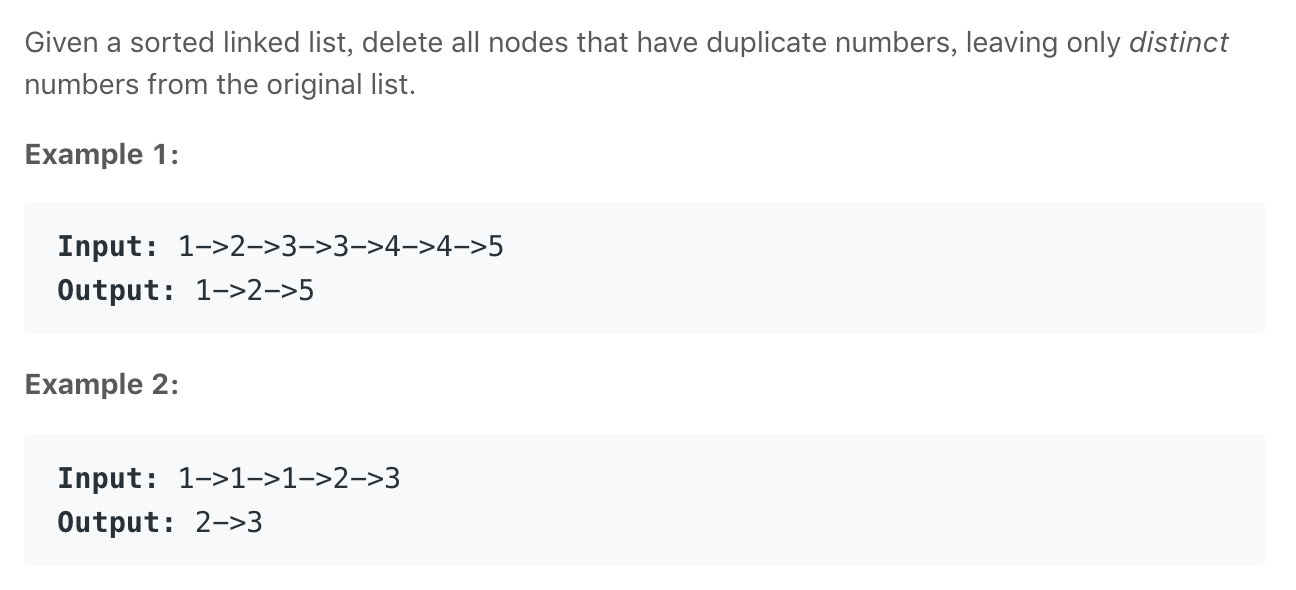 Given a sorted linked list, delete all nodes that have duplicate numbers, leaving only distinct
numbers from the original list.
Example 1:
Input: 1->2->3->3->4->4->5
Output: 1->2->5
Example 2:
Input: 1->1->1->2->3
Output: 2->3